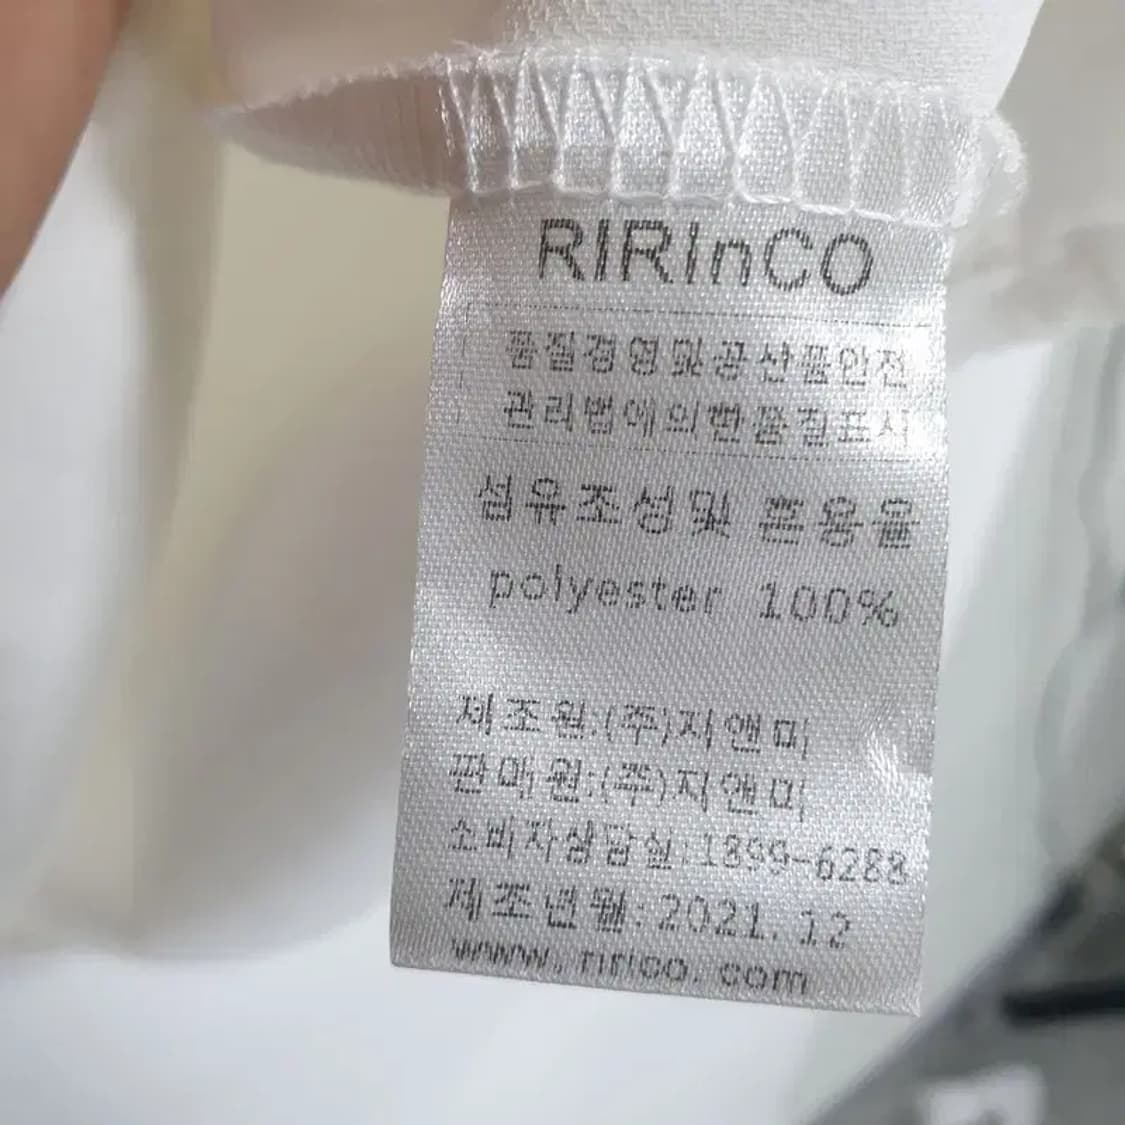 RIRInCO
품질경영및공산품안전
관리법에의한품질표시
섬유조성및 혼용율
polyester 100%
제조원:(주)지앤미
판매원:(주)지앤미
소비자상담실:1899-6288
제조년월:2021.12
www.ririco.com